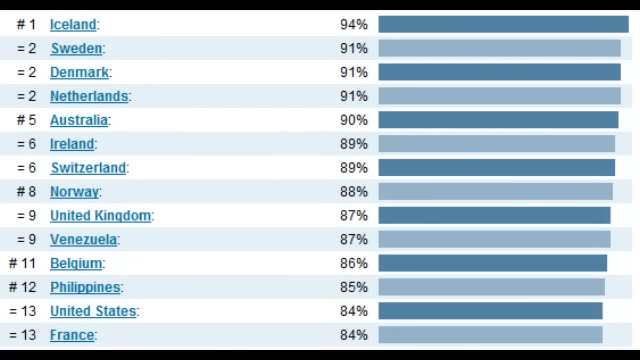 # 1 Iceland: 94%
= 2 Sweden: 91%
= 2 Denmark: 91%
= 2 Netherlands: 91%
# 5 Australia: 90%
= 6 Ireland: 89%
= 6 Switzerland: 89%
# 8 Norway: 88%
= 9 United Kingdom: 87%
= 9 Venezuela: 87%
# 11 Belgium: 86%
# 12 Philippines: 85%
= 13 United States: 84%
= 13 France: 84%